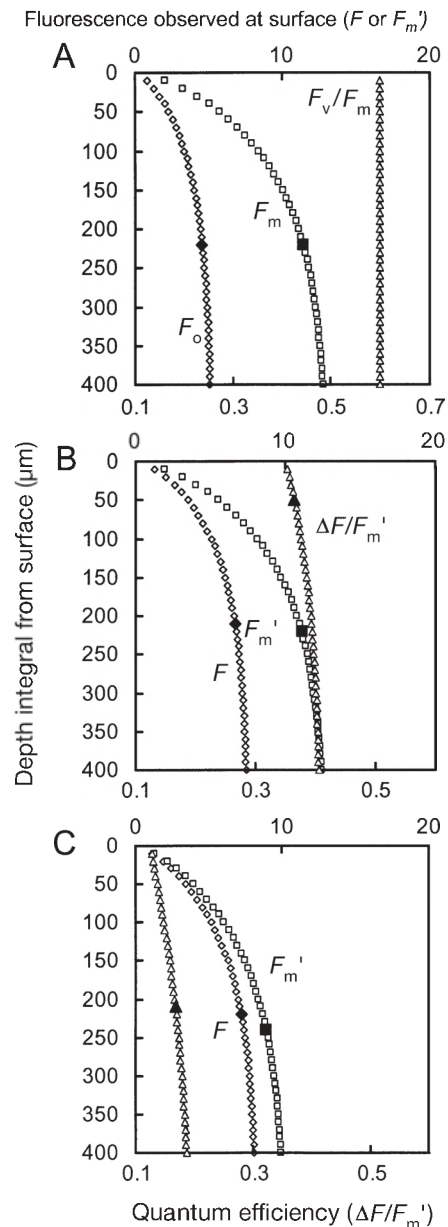 Fluorescence observed at surface (F or Fm')
A
0 10 20
0
50
100
150
200
250
300
350
400
Fv/Fm
Fm
Fo
0.1 0.3 0.5 0.7
0 10 20
B
0
50
100
150
200
250
300
350
400
ΔF/Fm'
Fm'
F
0.1 0.3 0.5
Depth integral from surface (μm)
0 10 20
C
0
50
100
150
200
250
300
350
400
Fm'
F
0.1 0.3 0.5
Quantum efficiency (ΔF/Fm')